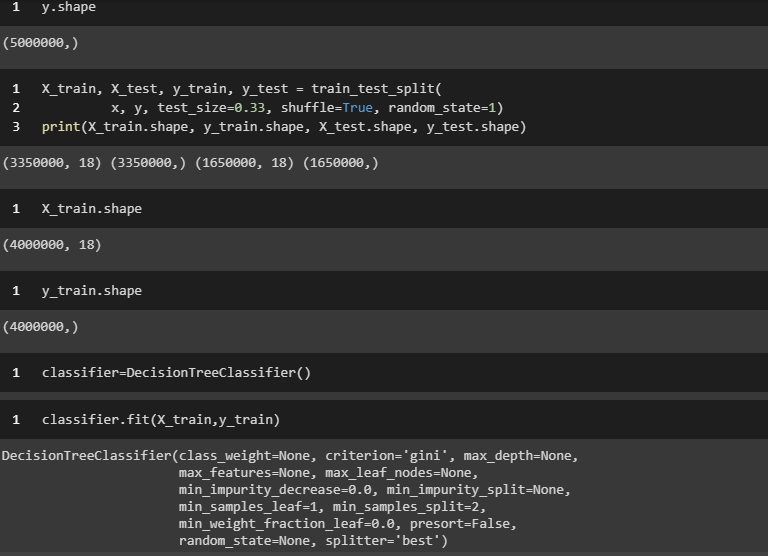 1 y.shape
(5000000,)
1 X_train, X_test, y_train, y_test = train_test_split(
2 x, y, test_size=0.33, shuffle=True, random_state=1)
3 print(X_train.shape, y_train.shape, X_test.shape, y_test.shape)
(3350000, 18) (3350000,) (1650000, 18) (1650000,)
1 X_train.shape
(4000000, 18)
1 y_train.shape
(4000000,)
1 classifier=DecisionTreeClassifier()
1 classifier.fit(X_train,y_train)
DecisionTreeClassifier(class_weight=None, criterion='gini', max_depth=None,
max_features=None, max_leaf_nodes=None,
min_impurity_decrease=0.0, min_impurity_split=None,
min_samples_leaf=1, min_samples_split=2,
min_weight_fraction_leaf=0.0, presort=False,
random_state=None, splitter='best')